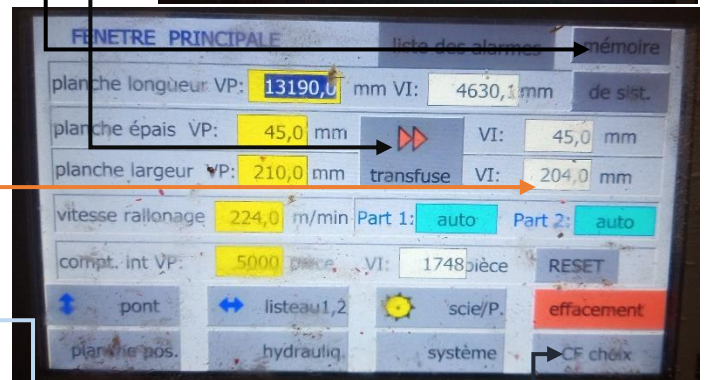 FENETRE PRINCIPALE liste des alarmes mémoire
planche longueur VP: 13190,0 mm VI: 4630,1 mm de sist.
planche épais VP: 45,0 mm VI: 45,0 mm
planche largeur VP: 210,0 mm transfuse VI: 204,0 mm
vitesse rallonage 224,0 m/min Part 1: auto Part 2: auto
compt. int VP: 5000 pièce VI: 1748 pièce RESET
pont listeau1,2 scie/P. effacement
planche pos. hydrauliq. système CF choix